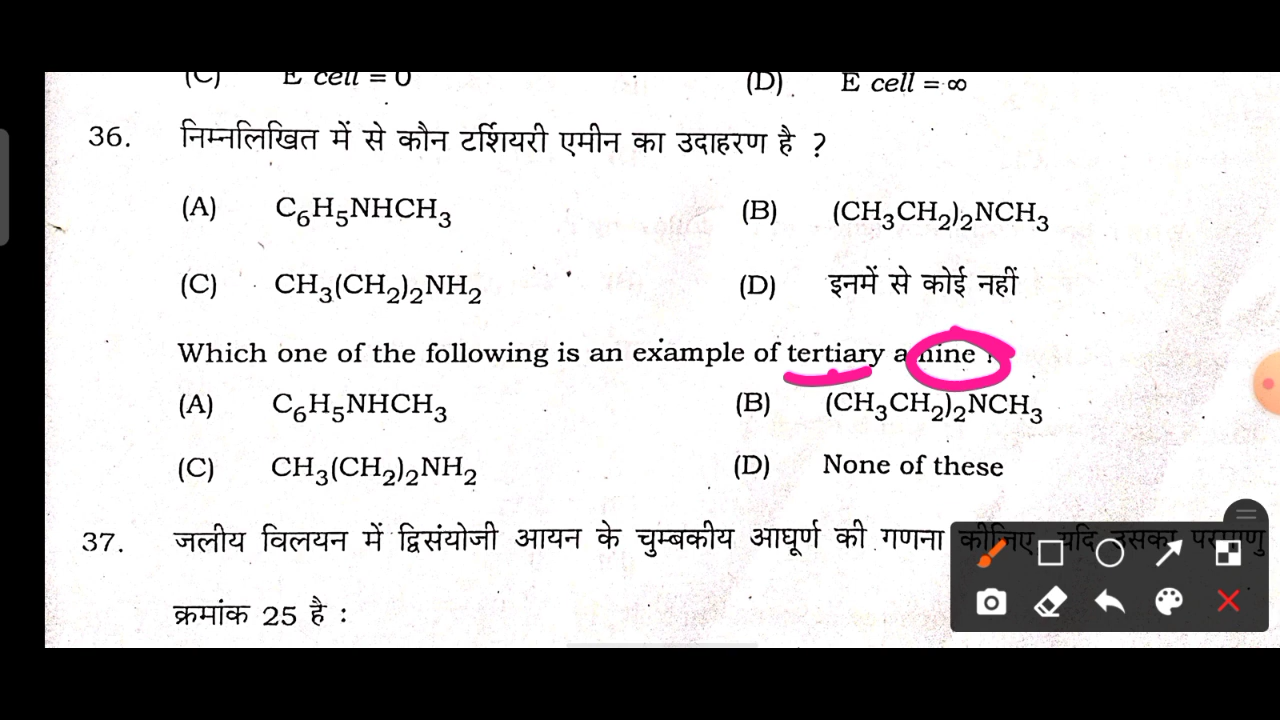 (C) E cell = 0 (D) E cell = ∞
36. निम्नलिखित में से कौन टर्शियरी एमीन का उदाहरण है ?
(A) C₆H₅NHCH₃ (B) (CH₃CH₂)₂NCH₃
(C) CH₃(CH₂)₂NH₂ (D) इनमें से कोई नहीं
Which one of the following is an example of tertiary
(A) C₆H₅NHCH₃ (B) (CH₃CH₂)₂NCH₃
(C) CH₃(CH₂)₂NH₂ (D) None of these
37. जलीय विलयन में द्विसंयोजी आयन के चुम्बकीय आघूर्ण की गणना कीजिए यदि उसका परमाणु
क्रमांक 25 है :